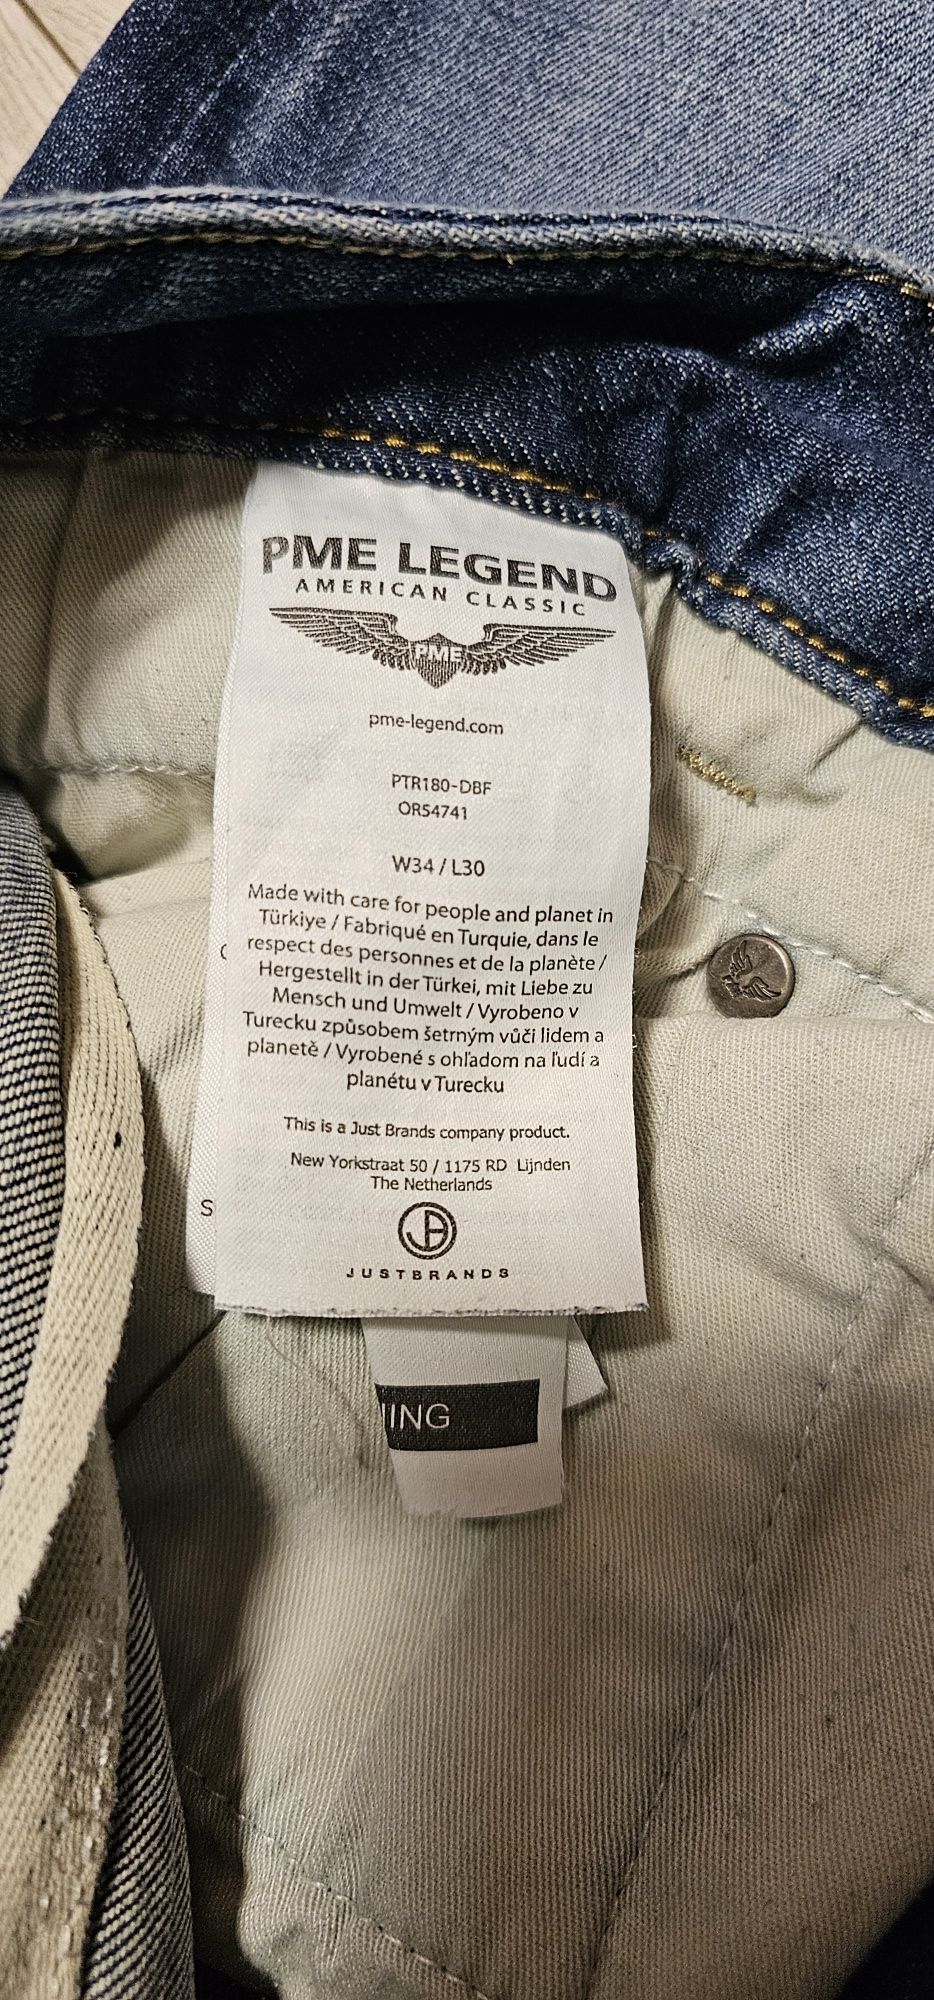 PME LEGEND
AMERICAN CLASSIC
PME
pme-legend.com
PTR180-DBF
OR54741
W34 / L30
Made with care for people and planet in
Türkiye / Fabriqué en Turquie, dans le
respect des personnes et de la planète /
Hergestellt in der Türkei, mit Liebe zu
Mensch und Umwelt / Vyrobeno v
Turecku způsobem šetrným vůči lidem a
planetě / Vyrobené s ohľadom na ľudí a
planétu v Turecku
This is a Just Brands company product.
New Yorkstraat 50 / 1175 RD Lijnden
The Netherlands
S
JB
JUSTBRANDS
ING